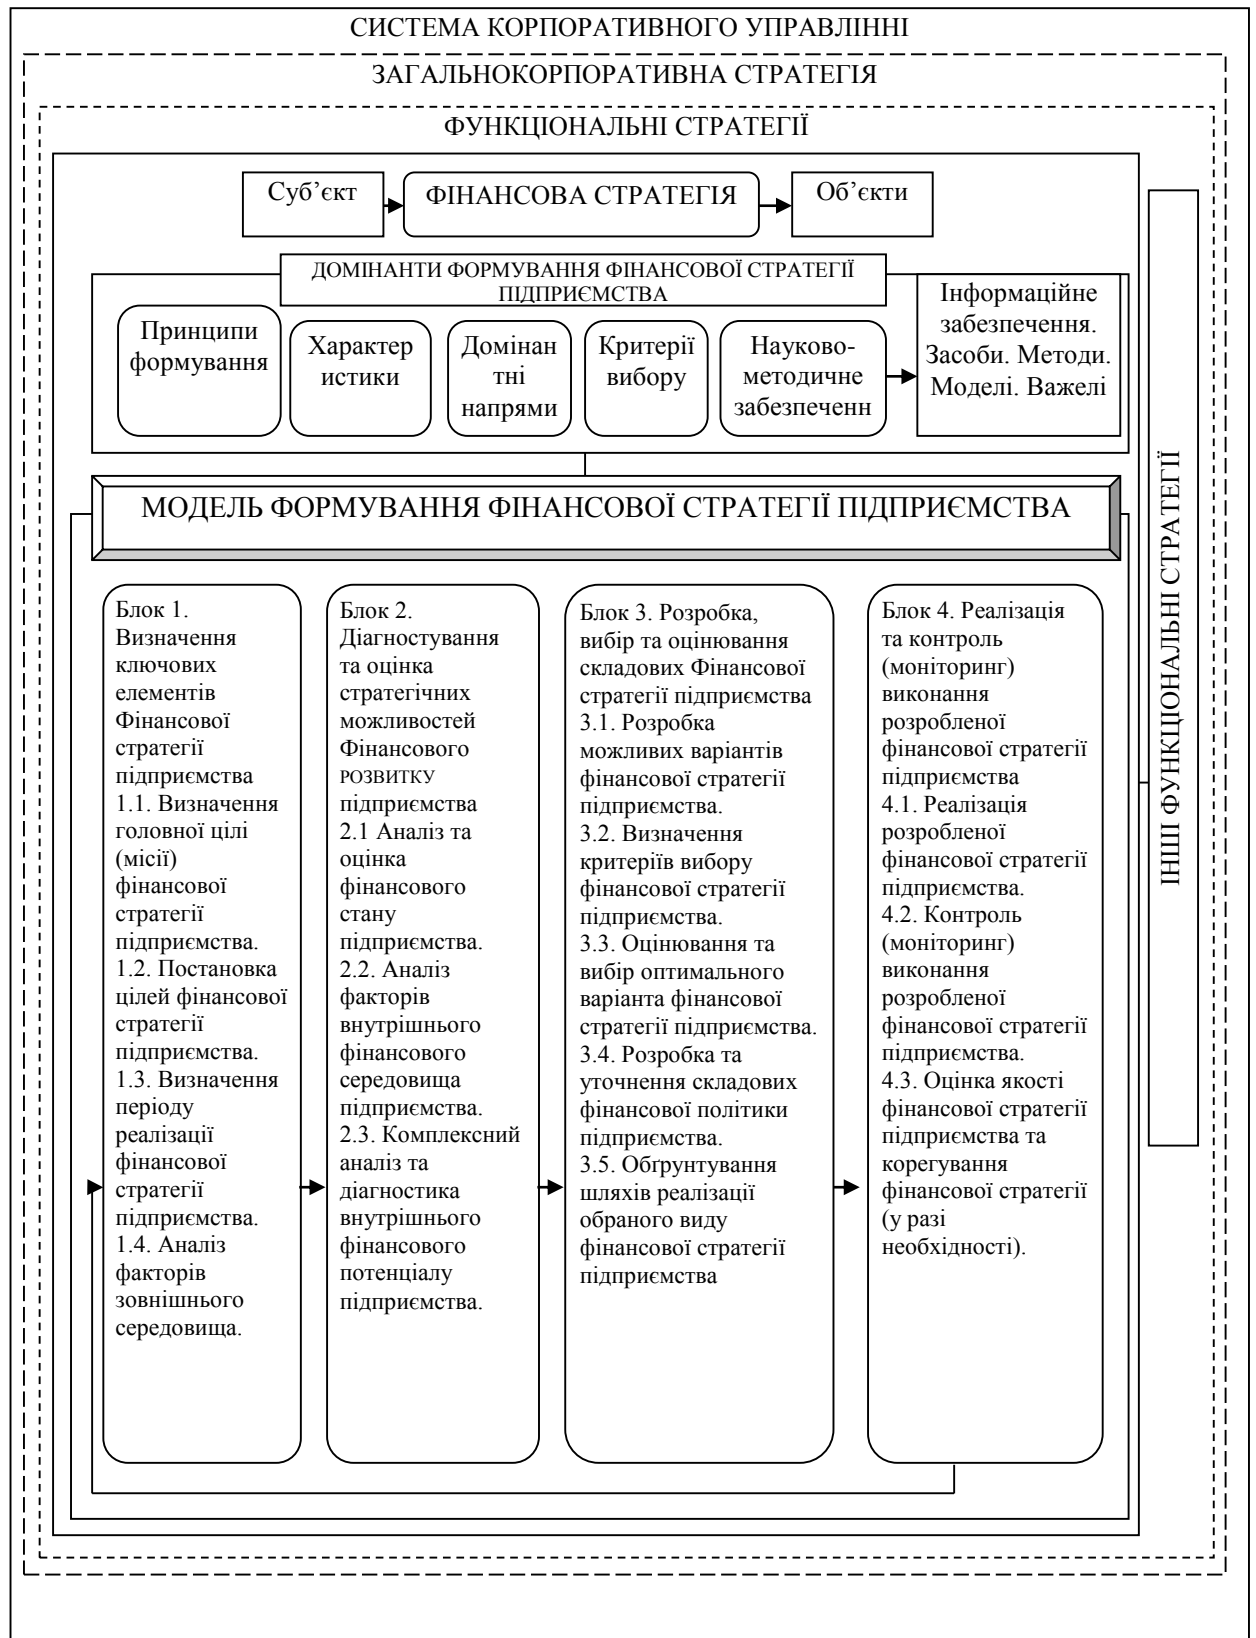 СИСТЕМА КОРПОРАТИВНОГО УПРАВЛІННІ
ЗАГАЛЬНОКОРПОРАТИВНА СТРАТЕГІЯ
ФУНКЦІОНАЛЬНІ СТРАТЕГІЇ
Суб’єкт
ФІНАНСОВА СТРАТЕГІЯ
Об’єкти
ДОМІНАНТИ ФОРМУВАННЯ ФІНАНСОВОЇ СТРАТЕГІЇ
ПІДПРИЄМСТВА
Принципи
формування
Характер
истики
Домінан
тні
напрями
Критерії
вибору
Науково-
методичне
забезпеченн
Інформаційне
забезпечення.
Засоби. Методи.
Моделі. Важелі
МОДЕЛЬ ФОРМУВАННЯ ФІНАНСОВОЇ СТРАТЕГІЇ ПІДПРИЄМСТВА
Блок 1.
Визначення
ключових
елементів
Фінансової
стратегії
підприємства
1.1. Визначення
головної цілі
(місії)
фінансової
стратегії
підприємства.
1.2. Постановка
цілей фінансової
стратегії
підприємства.
1.3. Визначення
періоду
реалізації
фінансової
стратегії
підприємства.
1.4. Аналіз
факторів
зовнішнього
середовища.
Блок 2.
Діагностування
та оцінка
стратегічних
можливостей
Фінансового
РОЗВИТКУ
підприємства
2.1 Аналіз та
оцінка
фінансового
стану
підприємства.
2.2. Аналіз
факторів
внутрішнього
фінансового
середовища
підприємства.
2.3. Комплексний
аналіз та
діагностика
внутрішнього
фінансового
потенціалу
підприємства.
Блок 3. Розробка,
вибір та оцінювання
складових Фінансової
стратегії підприємства
3.1. Розробка
можливих варіантів
фінансової стратегії
підприємства.
3.2. Визначення
критеріїв вибору
фінансової стратегії
підприємства.
3.3. Оцінювання та
вибір оптимального
варіанта фінансової
стратегії підприємства.
3.4. Розробка та
уточнення складових
фінансової політики
підприємства.
3.5. Обґрунтування
шляхів реалізації
обраного виду
фінансової стратегії
підприємства
Блок 4. Реалізація
та контроль
(моніторинг)
виконання
розробленої
фінансової стратегії
підприємства
4.1. Реалізація
розробленої
фінансової стратегії
підприємства.
4.2. Контроль
(моніторинг)
виконання
розробленої
фінансової стратегії
підприємства.
4.3. Оцінка якості
фінансової стратегії
підприємства та
корегування
фінансової стратегії
(у разі
необхідності).
ІНШІ ФУНКЦІОНАЛЬНІ СТРАТЕГІЇ